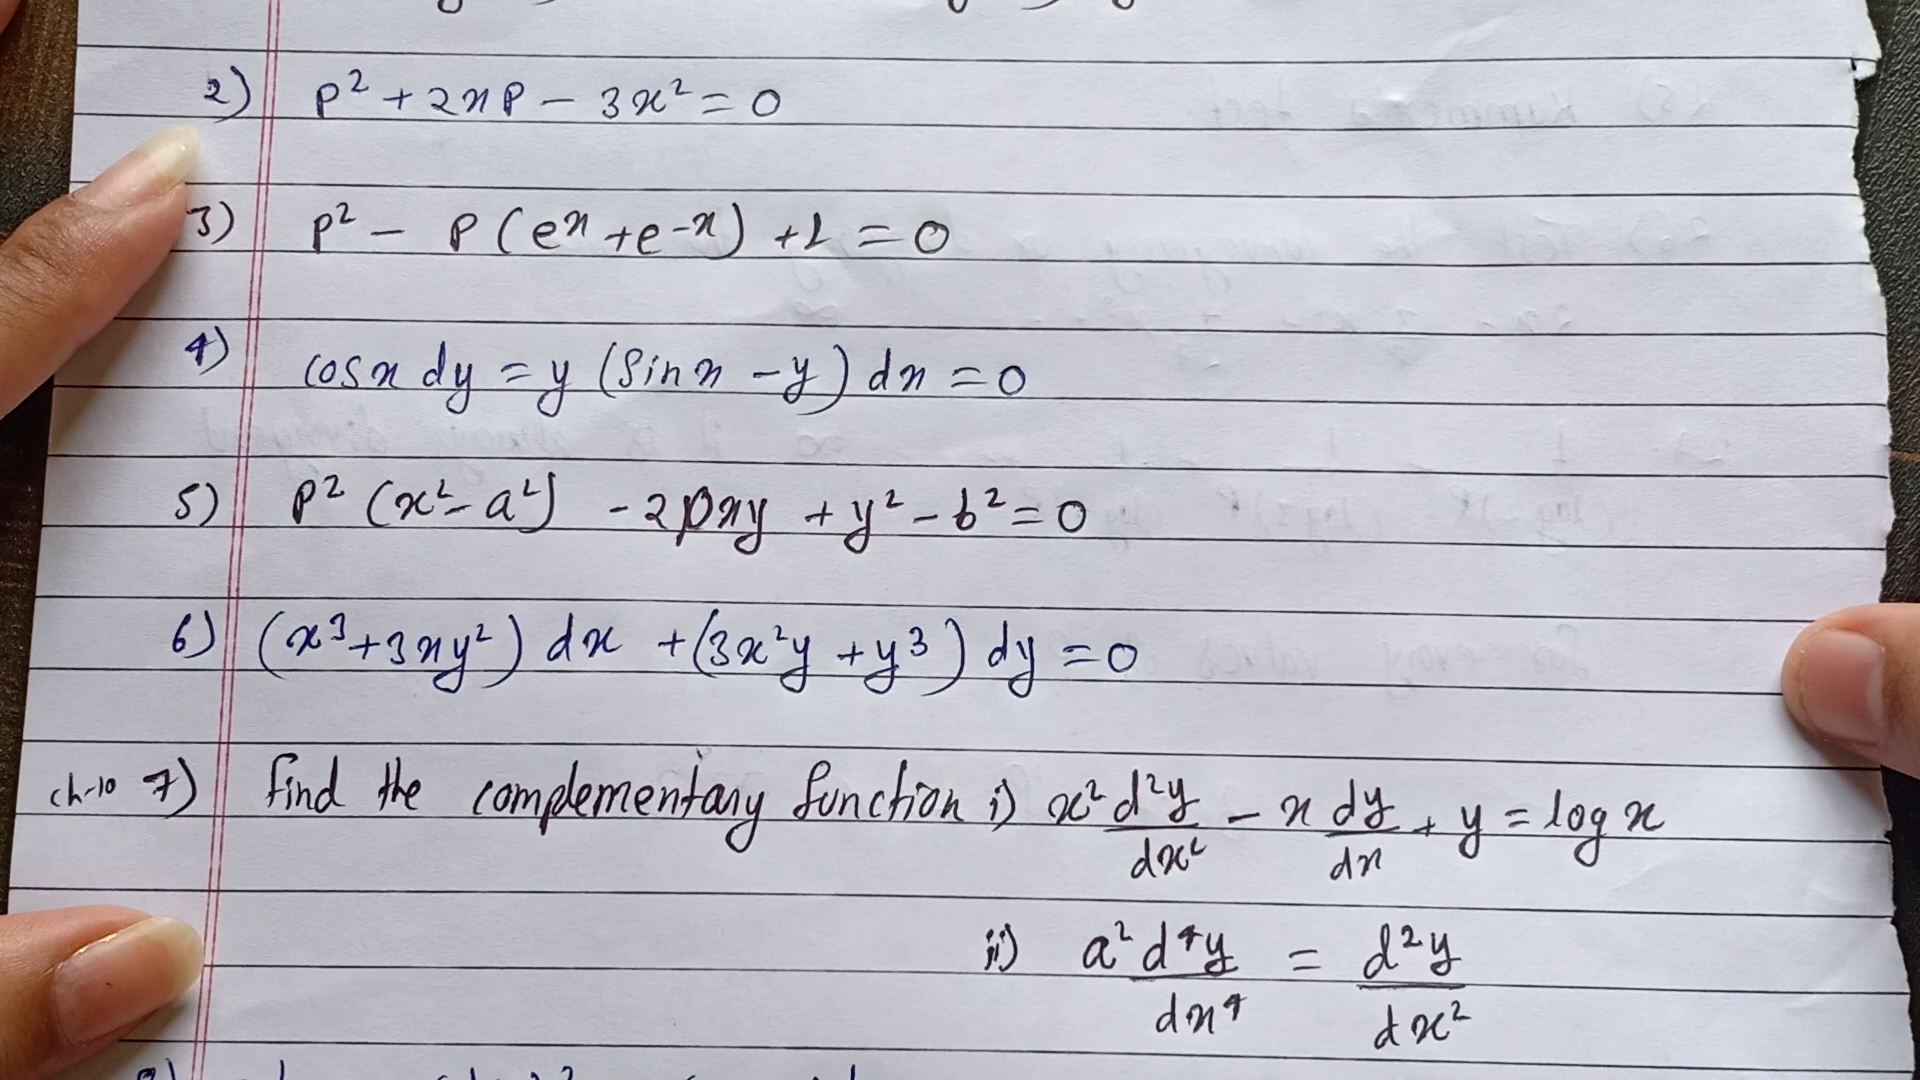 2) p² + 2xp - 3x² = 0
3) p² - p(eˣ + e⁻ˣ) + 1 = 0
4) cosx dy = y (sinx - y) dx = 0
5) p² (x² - a²) - 2pxy + y² - b² = 0
6) (x³ + 3xy²) dx + (3x²y + y³) dy = 0
ch-10 7) find the complementary function i) x² d²y/dx² - x dy/dx + y = log x
ii) a² d⁴y/dx⁴ = d²y/dx²